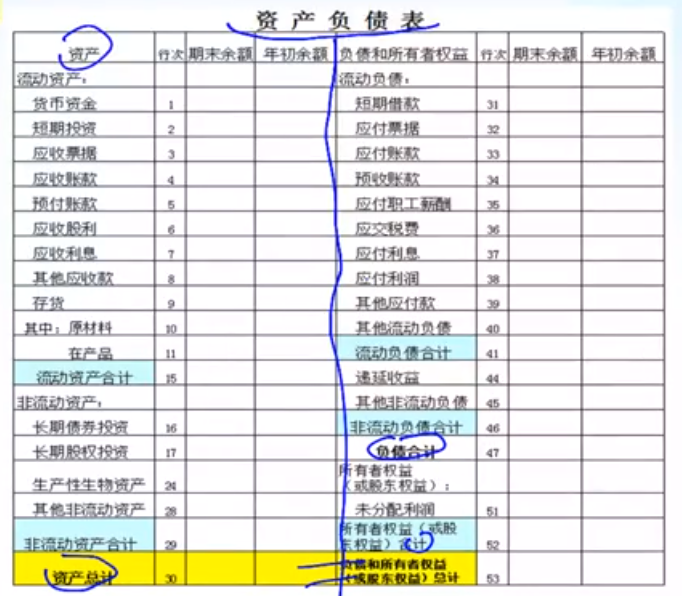 资产负债表
资产 行次 期末余额 年初余额 负债和所有者权益 行次 期末余额 年初余额
流动资产: 流动负债:
货币资金 1 短期借款 31
短期投资 2 应付票据 32
应收票据 3 应付账款 33
应收账款 4 预收账款 34
预付账款 5 应付职工薪酬 35
应收股利 6 应交税费 36
应收利息 7 应付利息 37
其他应收款 8 应付利润 38
存货 9 其他应付款 39
其中:原材料 10 其他流动负债 40
在产品 11 流动负债合计 41
流动资产合计 15 递延收益 44
非流动资产: 其他非流动负债 45
长期债券投资 16 非流动负债合计 46
长期股权投资 17 负债合计 47
生产性生物资产 24 所有者权益
（或股东权益）:
其他非流动资产 28 未分配利润 51
非流动资产合计 29 所有者权益（或股
东权益）合计 52
资产总计 30 负债和所有者权益
（或股东权益）总计 53